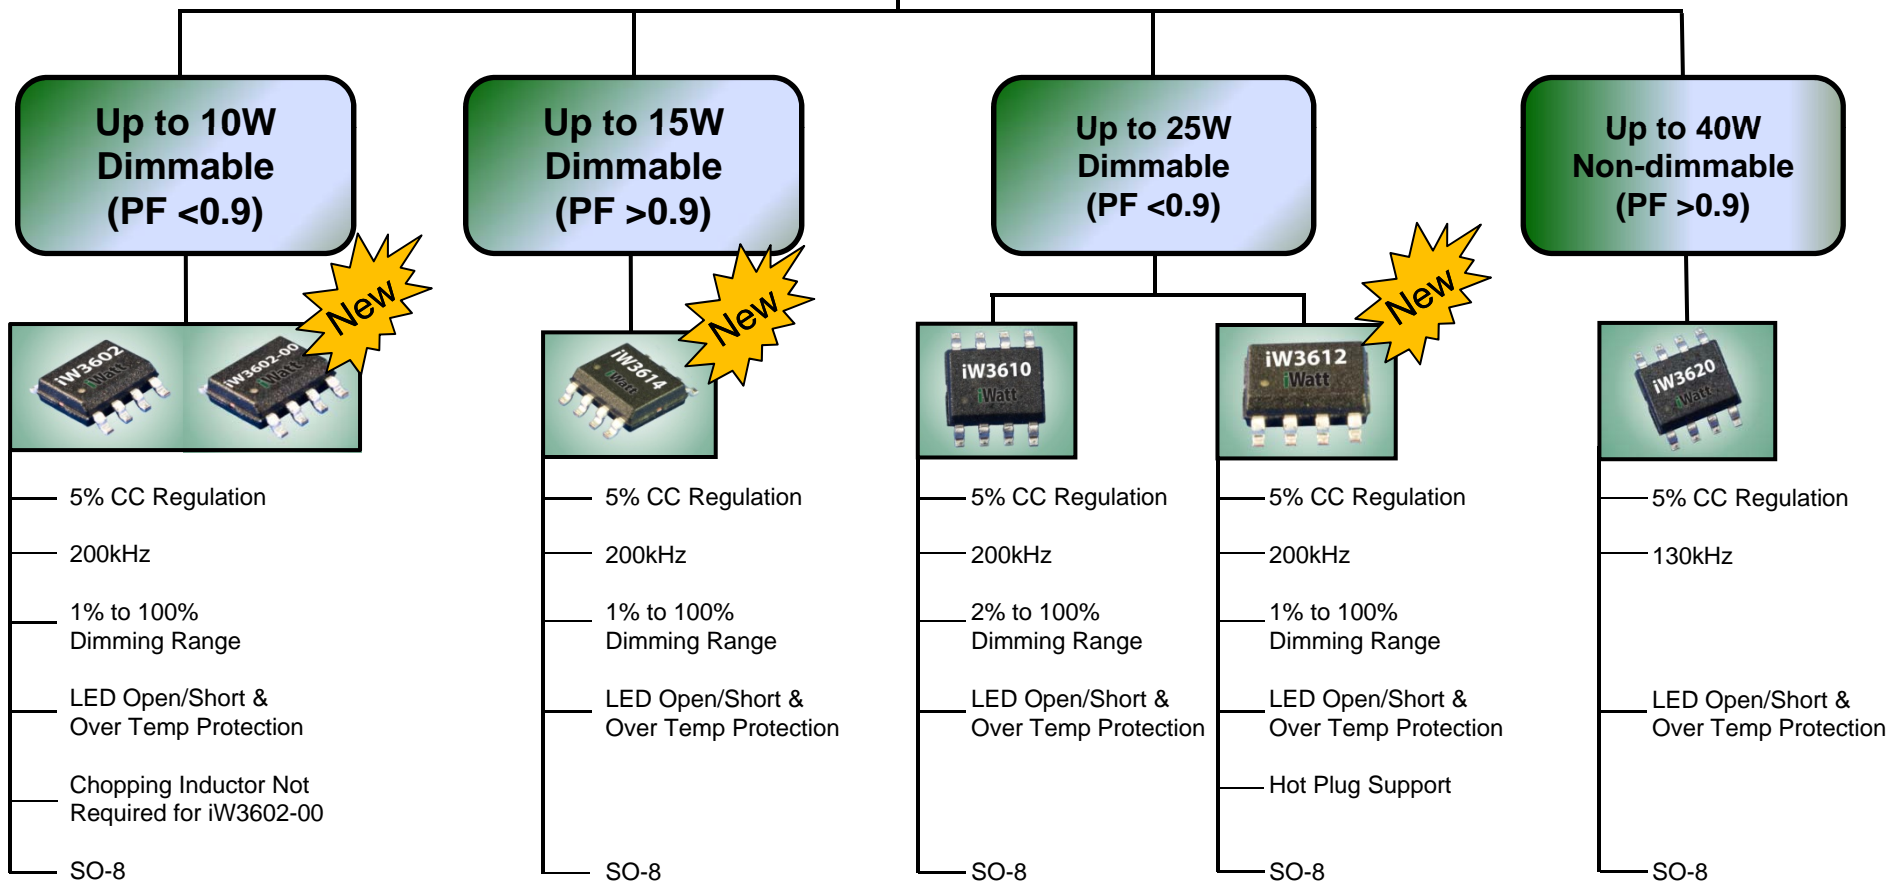 Up to 10W
Dimmable
(PF <0.9)
New
iW3602
iW3602-00
iWatt
5% CC Regulation
200kHz
1% to 100%
Dimming Range
LED Open/Short &
Over Temp Protection
Chopping Inductor Not
Required for iW3602-00
SO-8
Up to 15W
Dimmable
(PF >0.9)
New
iW3614
iWatt
5% CC Regulation
200kHz
1% to 100%
Dimming Range
LED Open/Short &
Over Temp Protection
SO-8
Up to 25W
Dimmable
(PF <0.9)
iW3610
iWatt
5% CC Regulation
200kHz
2% to 100%
Dimming Range
LED Open/Short &
Over Temp Protection
SO-8
New
iW3612
iWatt
5% CC Regulation
200kHz
1% to 100%
Dimming Range
LED Open/Short &
Over Temp Protection
Hot Plug Support
SO-8
Up to 40W
Non-dimmable
(PF >0.9)
iW3620
iWatt
5% CC Regulation
130kHz
LED Open/Short &
Over Temp Protection
SO-8